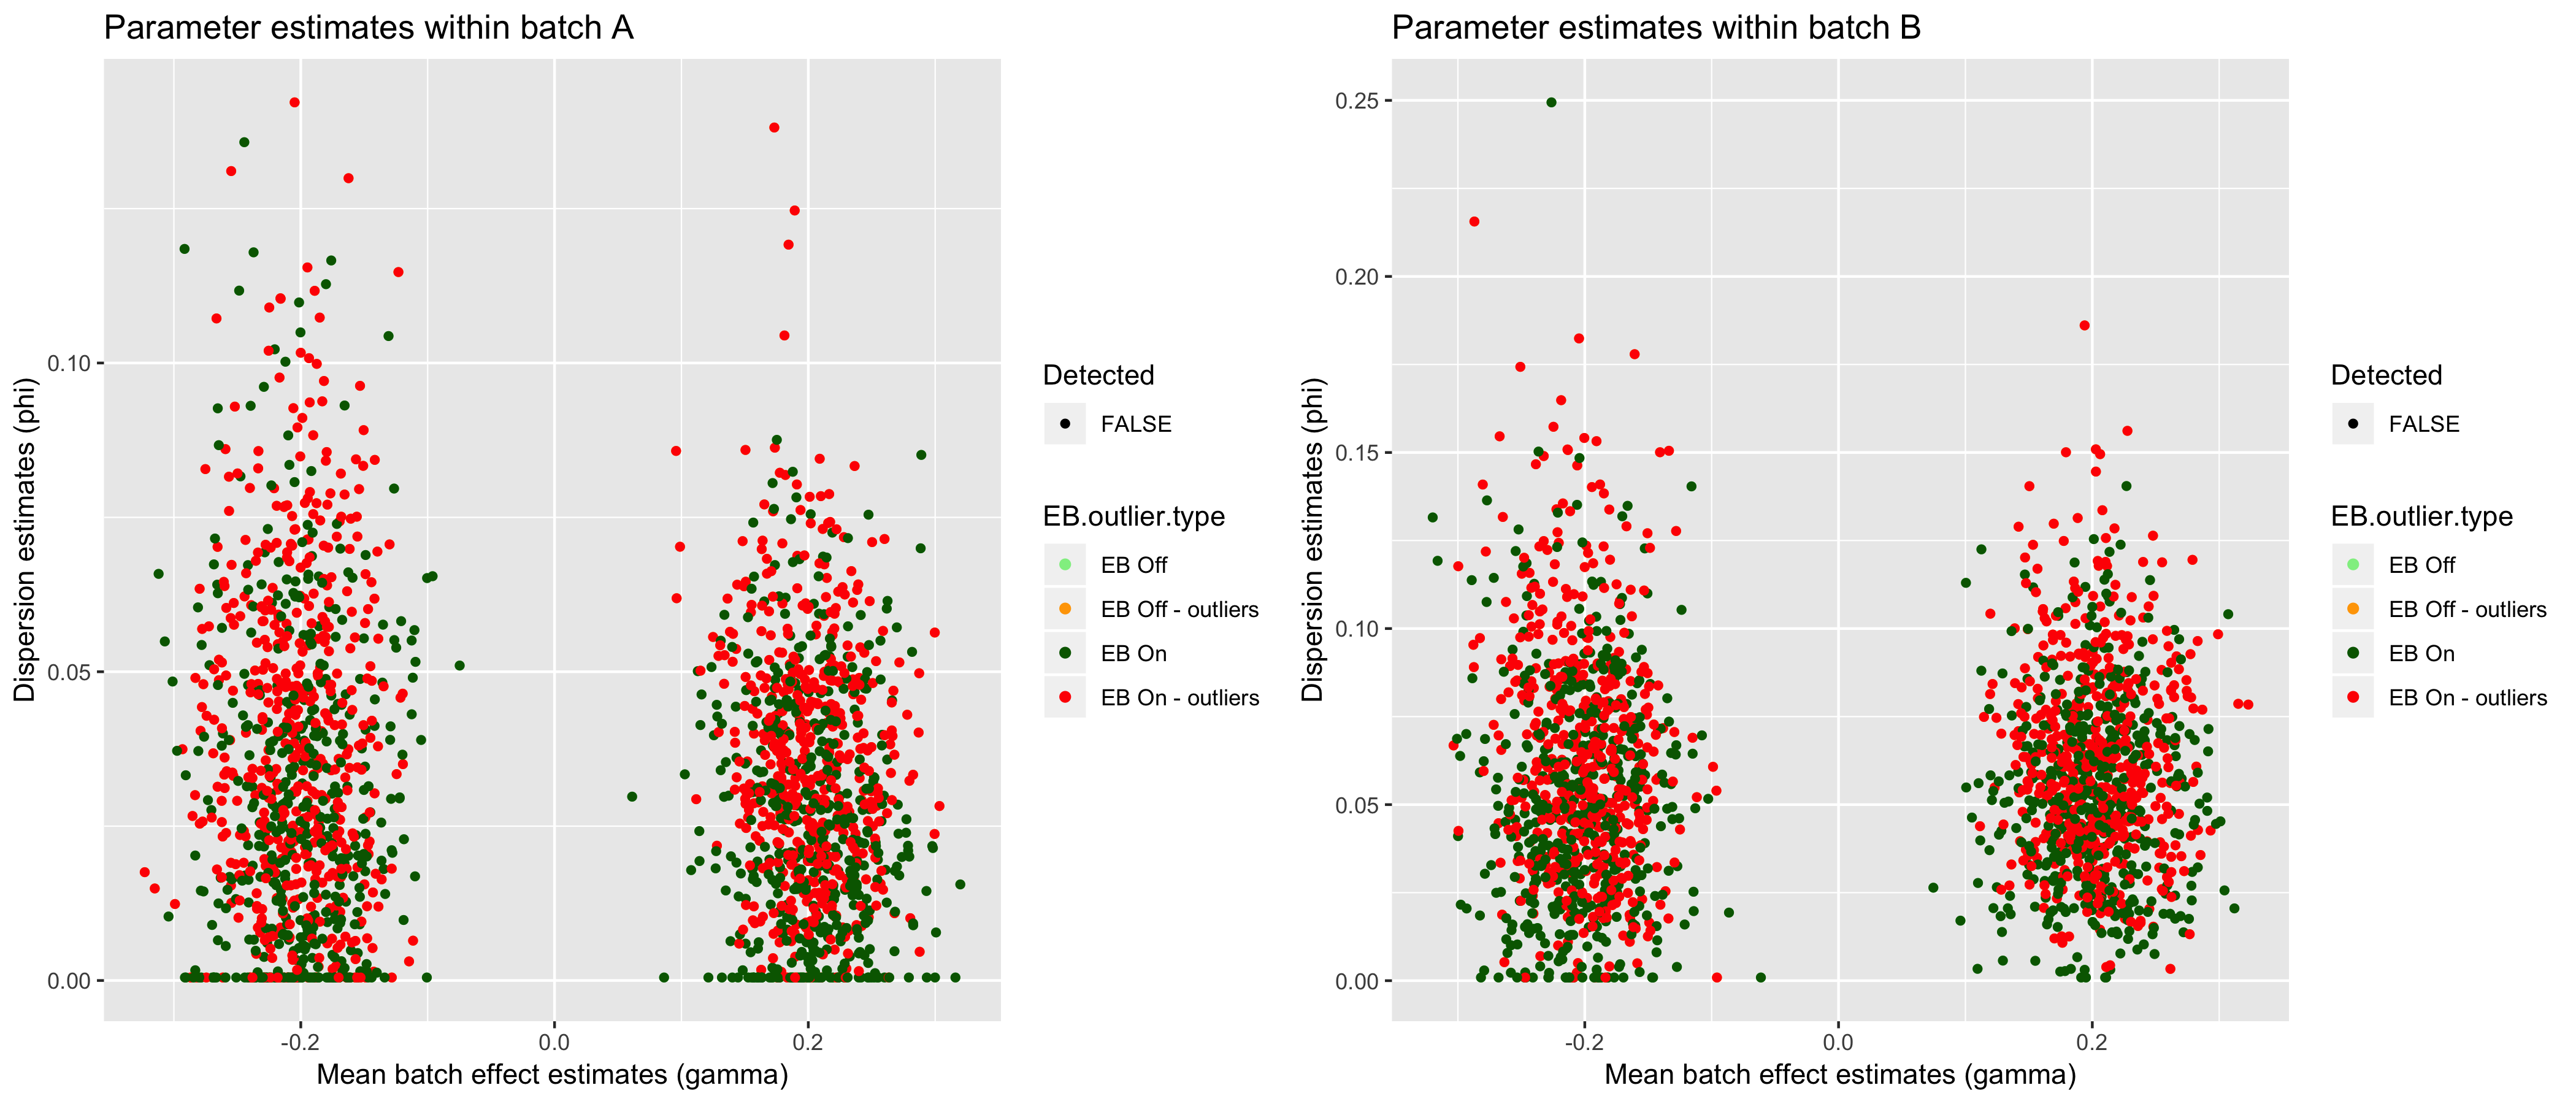 Parameter estimates within batch A
Dispersion estimates (phi)
0.10
0.05
0.00
-0.2
0.0
0.2
Mean batch effect estimates (gamma)
Detected
FALSE
EB.outlier.type
EB Off
EB Off - outliers
EB On
EB On - outliers
Parameter estimates within batch B
Dispersion estimates (phi)
0.25
0.20
0.15
0.10
0.05
0.00
-0.2
0.0
0.2
Mean batch effect estimates (gamma)
Detected
FALSE
EB.outlier.type
EB Off
EB Off - outliers
EB On
EB On - outliers